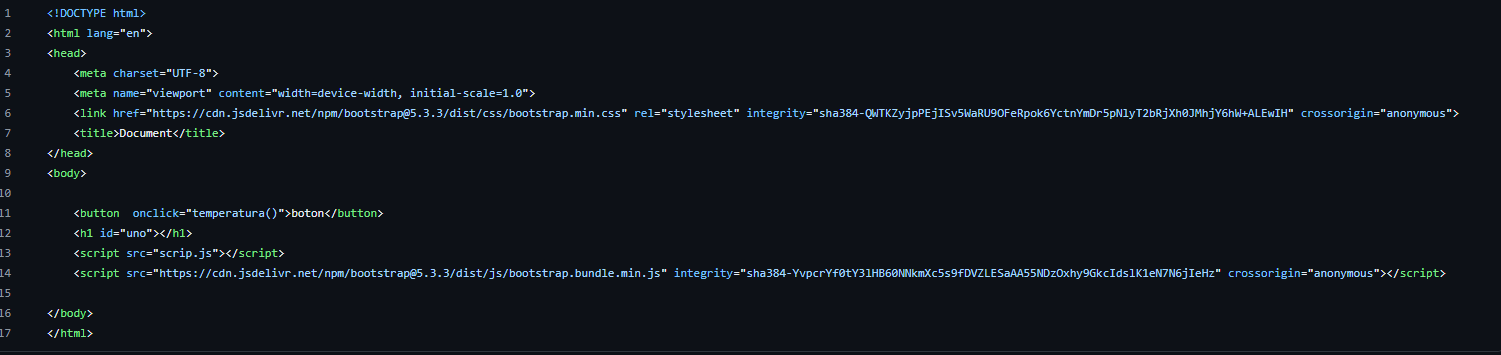 1 <!DOCTYPE html>
2 <html lang="en">
3 <head>
4 <meta charset="UTF-8">
5 <meta name="viewport" content="width=device-width, initial-scale=1.0">
6 <link href="https://cdn.jsdelivr.net/npm/bootstrap@5.3.3/dist/css/bootstrap.min.css" rel="stylesheet" integrity="sha384-QWTKZyjpPEjISv5WaRU9OFeRpok6YctnYmDr5pNlyT2bRjXh0JMhjY6hW+ALEwIH" crossorigin="anonymous">
7 <title>Document</title>
8 </head>
9 <body>
10
11 <button  onclick="temperatura()">boton</button>
12 <h1 id="uno"></h1>
13 <script src="scrip.js"></script>
14 <script src="https://cdn.jsdelivr.net/npm/bootstrap@5.3.3/dist/js/bootstrap.bundle.min.js" integrity="sha384-YvpcrYf0tY3lHB60NNkmXc5s9fDVZLESaAA55NDzOxhy9GkcIdslK1eN7N6jIeHz" crossorigin="anonymous"></script>
15
16 </body>
17 </html>